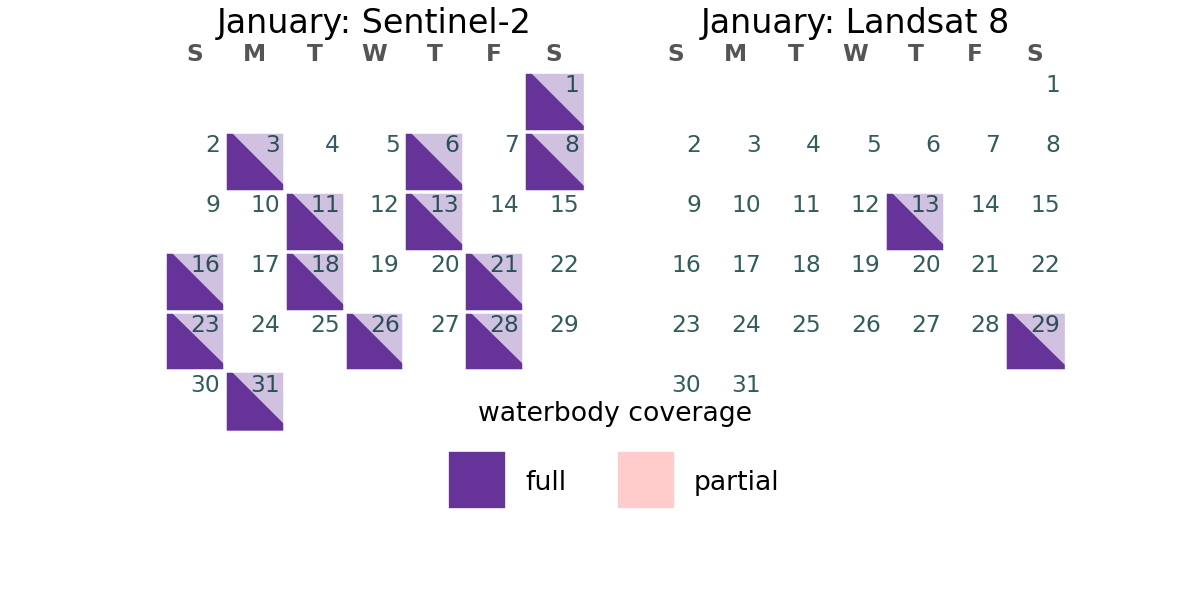 January: Sentinel-2
S M T W T F S
1
2 3 4 5 6 7 8
9 10 11 12 13 14 15
16 17 18 19 20 21 22
23 24 25 26 27 28 29
30 31
January: Landsat 8
S M T W T F S
1
2 3 4 5 6 7 8
9 10 11 12 13 14 15
16 17 18 19 20 21 22
23 24 25 26 27 28 29
30 31
waterbody coverage
full partial